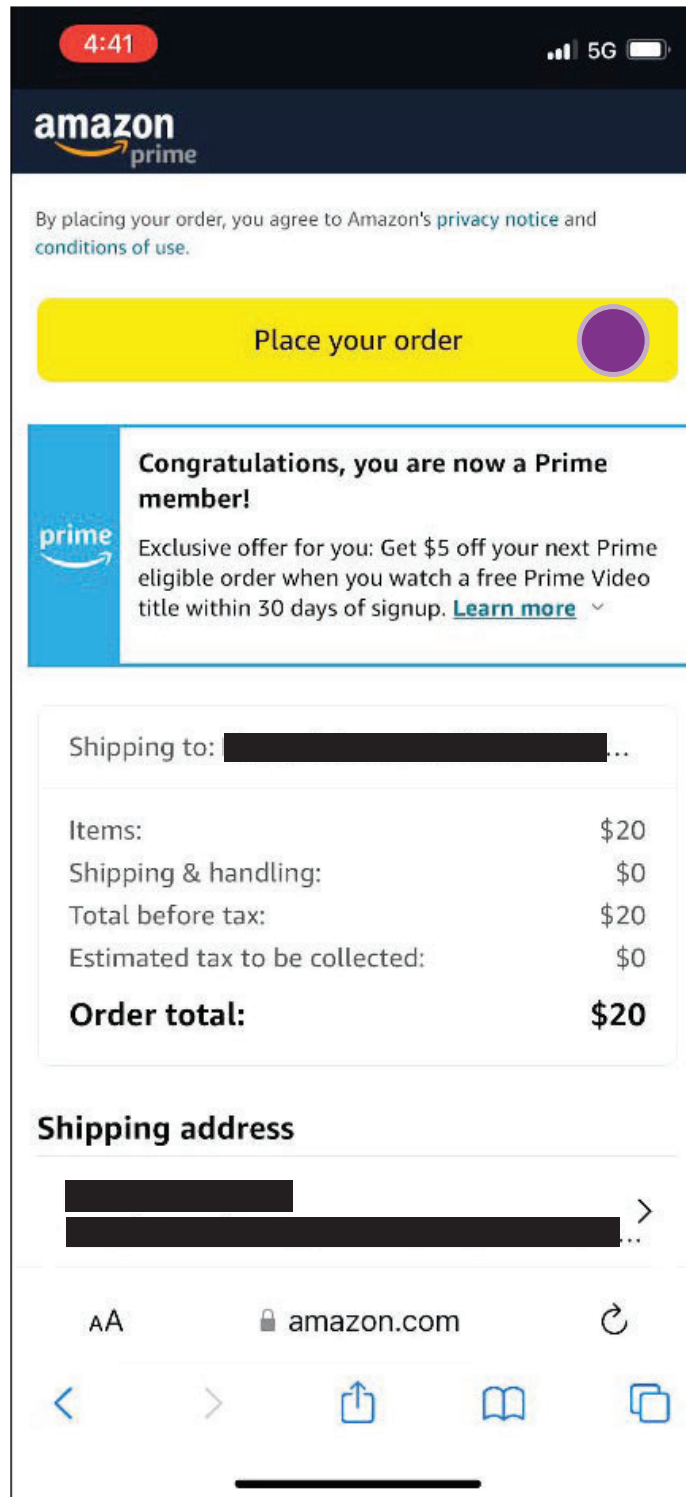 4:41
5G
amazon
prime
By placing your order, you agree to Amazon's privacy notice and
conditions of use.
Place your order
Congratulations, you are now a Prime
member!
prime
Exclusive offer for you: Get $5 off your next Prime
eligible order when you watch a free Prime Video
title within 30 days of signup. Learn more
Shipping to: ...
Items: $20
Shipping & handling: $0
Total before tax: $20
Estimated tax to be collected: $0
Order total: $20
Shipping address
...
AA amazon.com